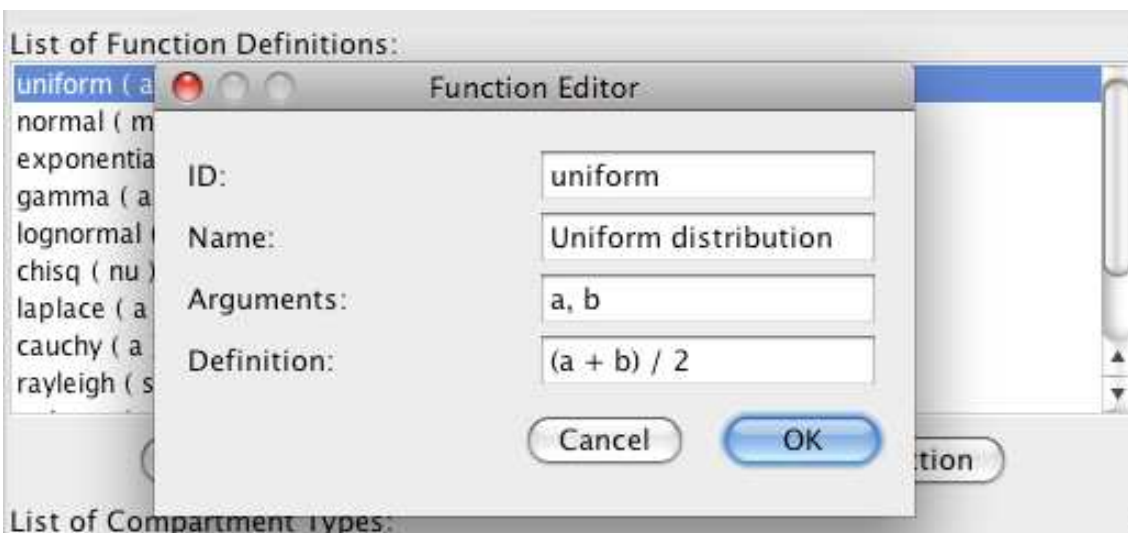 List of Function Definitions:
uniform ( a
normal ( m
exponentia
gamma ( a
lognormal (
chisq ( nu )
laplace ( a
cauchy ( a
rayleigh ( s
Function Editor
ID:
uniform
Name:
Uniform distribution
Arguments:
a, b
Definition:
(a + b) / 2
Cancel
OK
tion
List of Compartment Types: